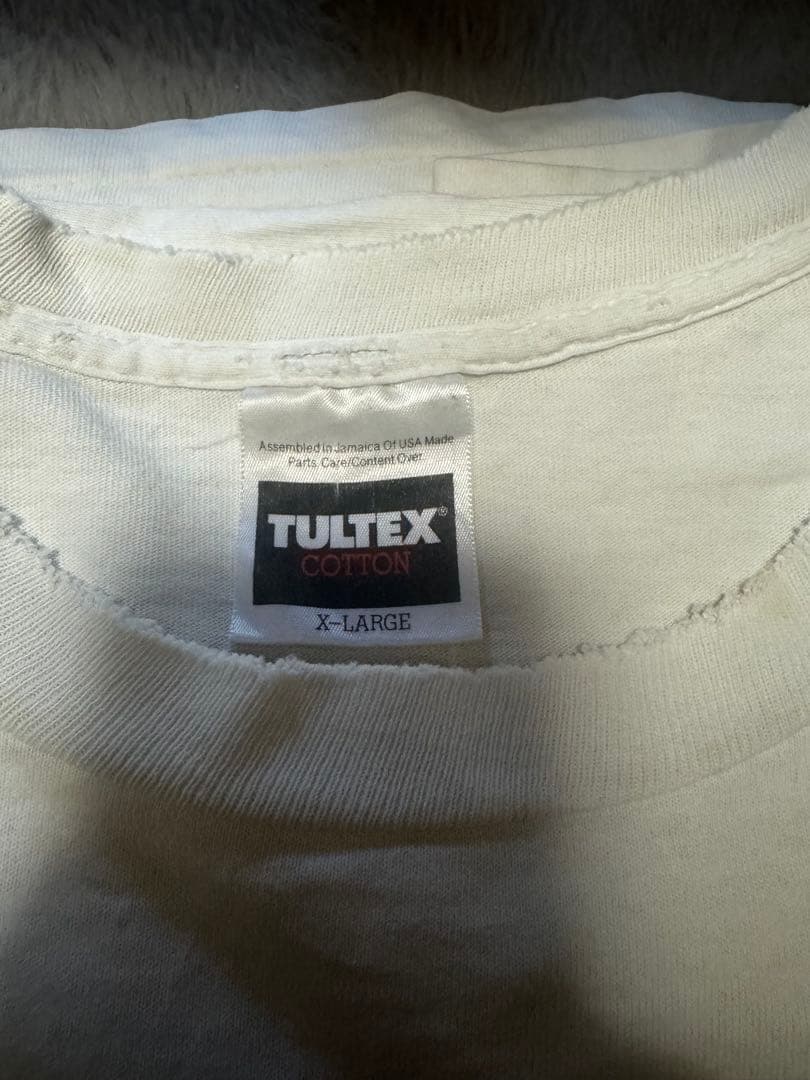 Assembled in Jamaica Of USA Made
Parts. Care/Content Over
TULTEX®
COTTON
X-LARGE